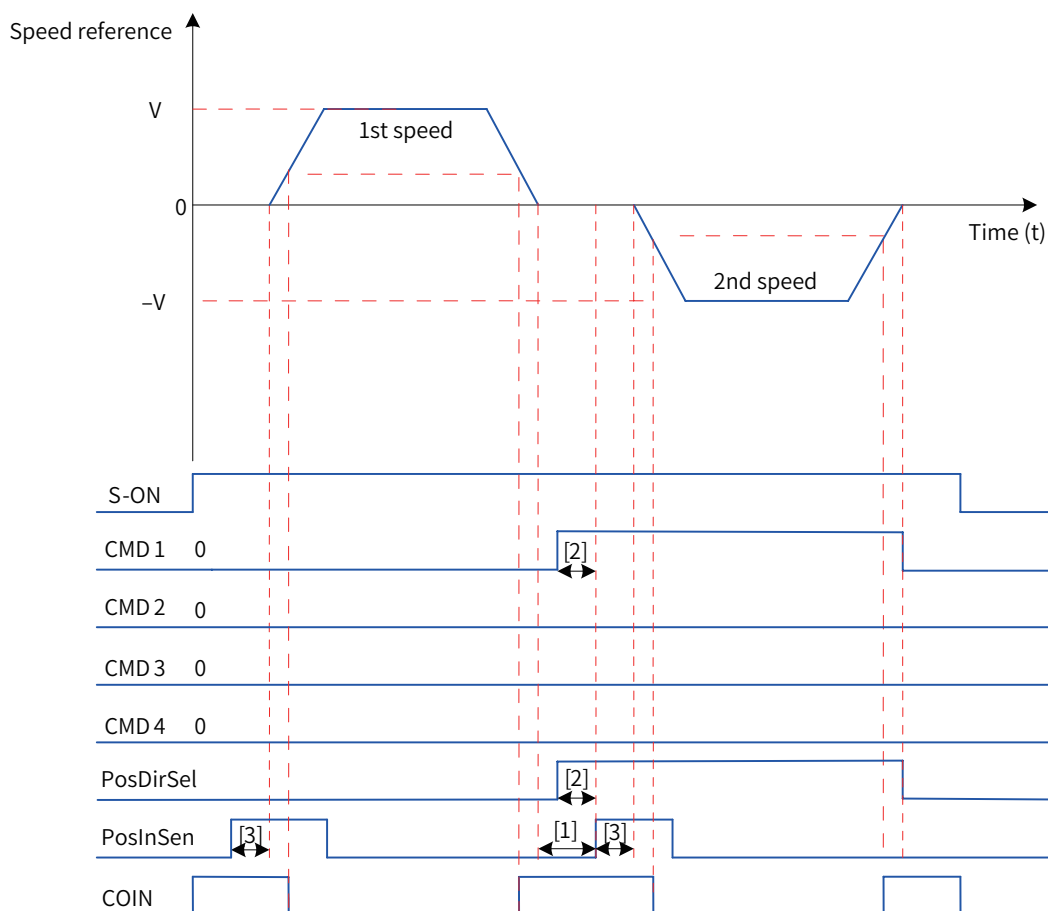 Speed reference
V
1st speed
0
Time (t)
2nd speed
–V
S-ON
CMD 1 0
[2]
CMD 2 0
CMD 3 0
CMD 4 0
PosDirSel
[2]
PosInSen
[3]
[1]
[3]
COIN